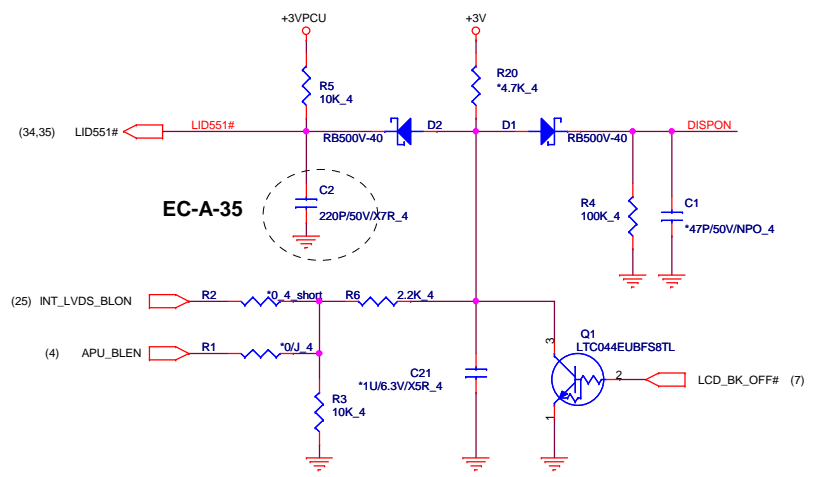 +3VPCU
+3V
R5
10K_4
R20
*4.7K_4
(34,35)
LID551#
LID551#
D2
RB500V-40
D1
RB500V-40
DISPON
EC-A-35
C2
220P/50V/X7R_4
R4
100K_4
C1
*47P/50V/NPO_4
(25)
INT_LVDS_BLON
R2
*0_4_short
R6
2.2K_4
(4)
APU_BLEN
R1
*0/J_4
R3
10K_4
C21
*1U/6.3V/X5R_4
Q1
LTC044EUBFS8TL
3
2
1
LCD_BK_OFF#
(7)